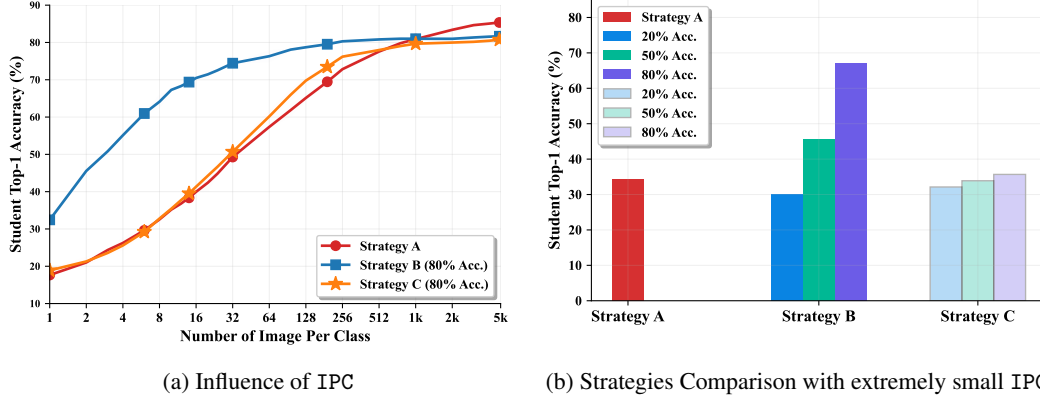 90
80
70
60
50
40
30
20
10
Student Top-1 Accuracy (%)
1 2 4 8 16 32 64 128 256 512 1k 2k 5k
Number of Image Per Class
Strategy A
Strategy B (80% Acc.)
Strategy C (80% Acc.)
(a) Influence of IPC
80
70
60
50
40
30
20
10
0
Student Top-1 Accuracy (%)
Strategy A
20% Acc.
50% Acc.
80% Acc.
20% Acc.
50% Acc.
80% Acc.
Strategy A Strategy B Strategy C
(b) Strategies Comparison with extremely small IPC